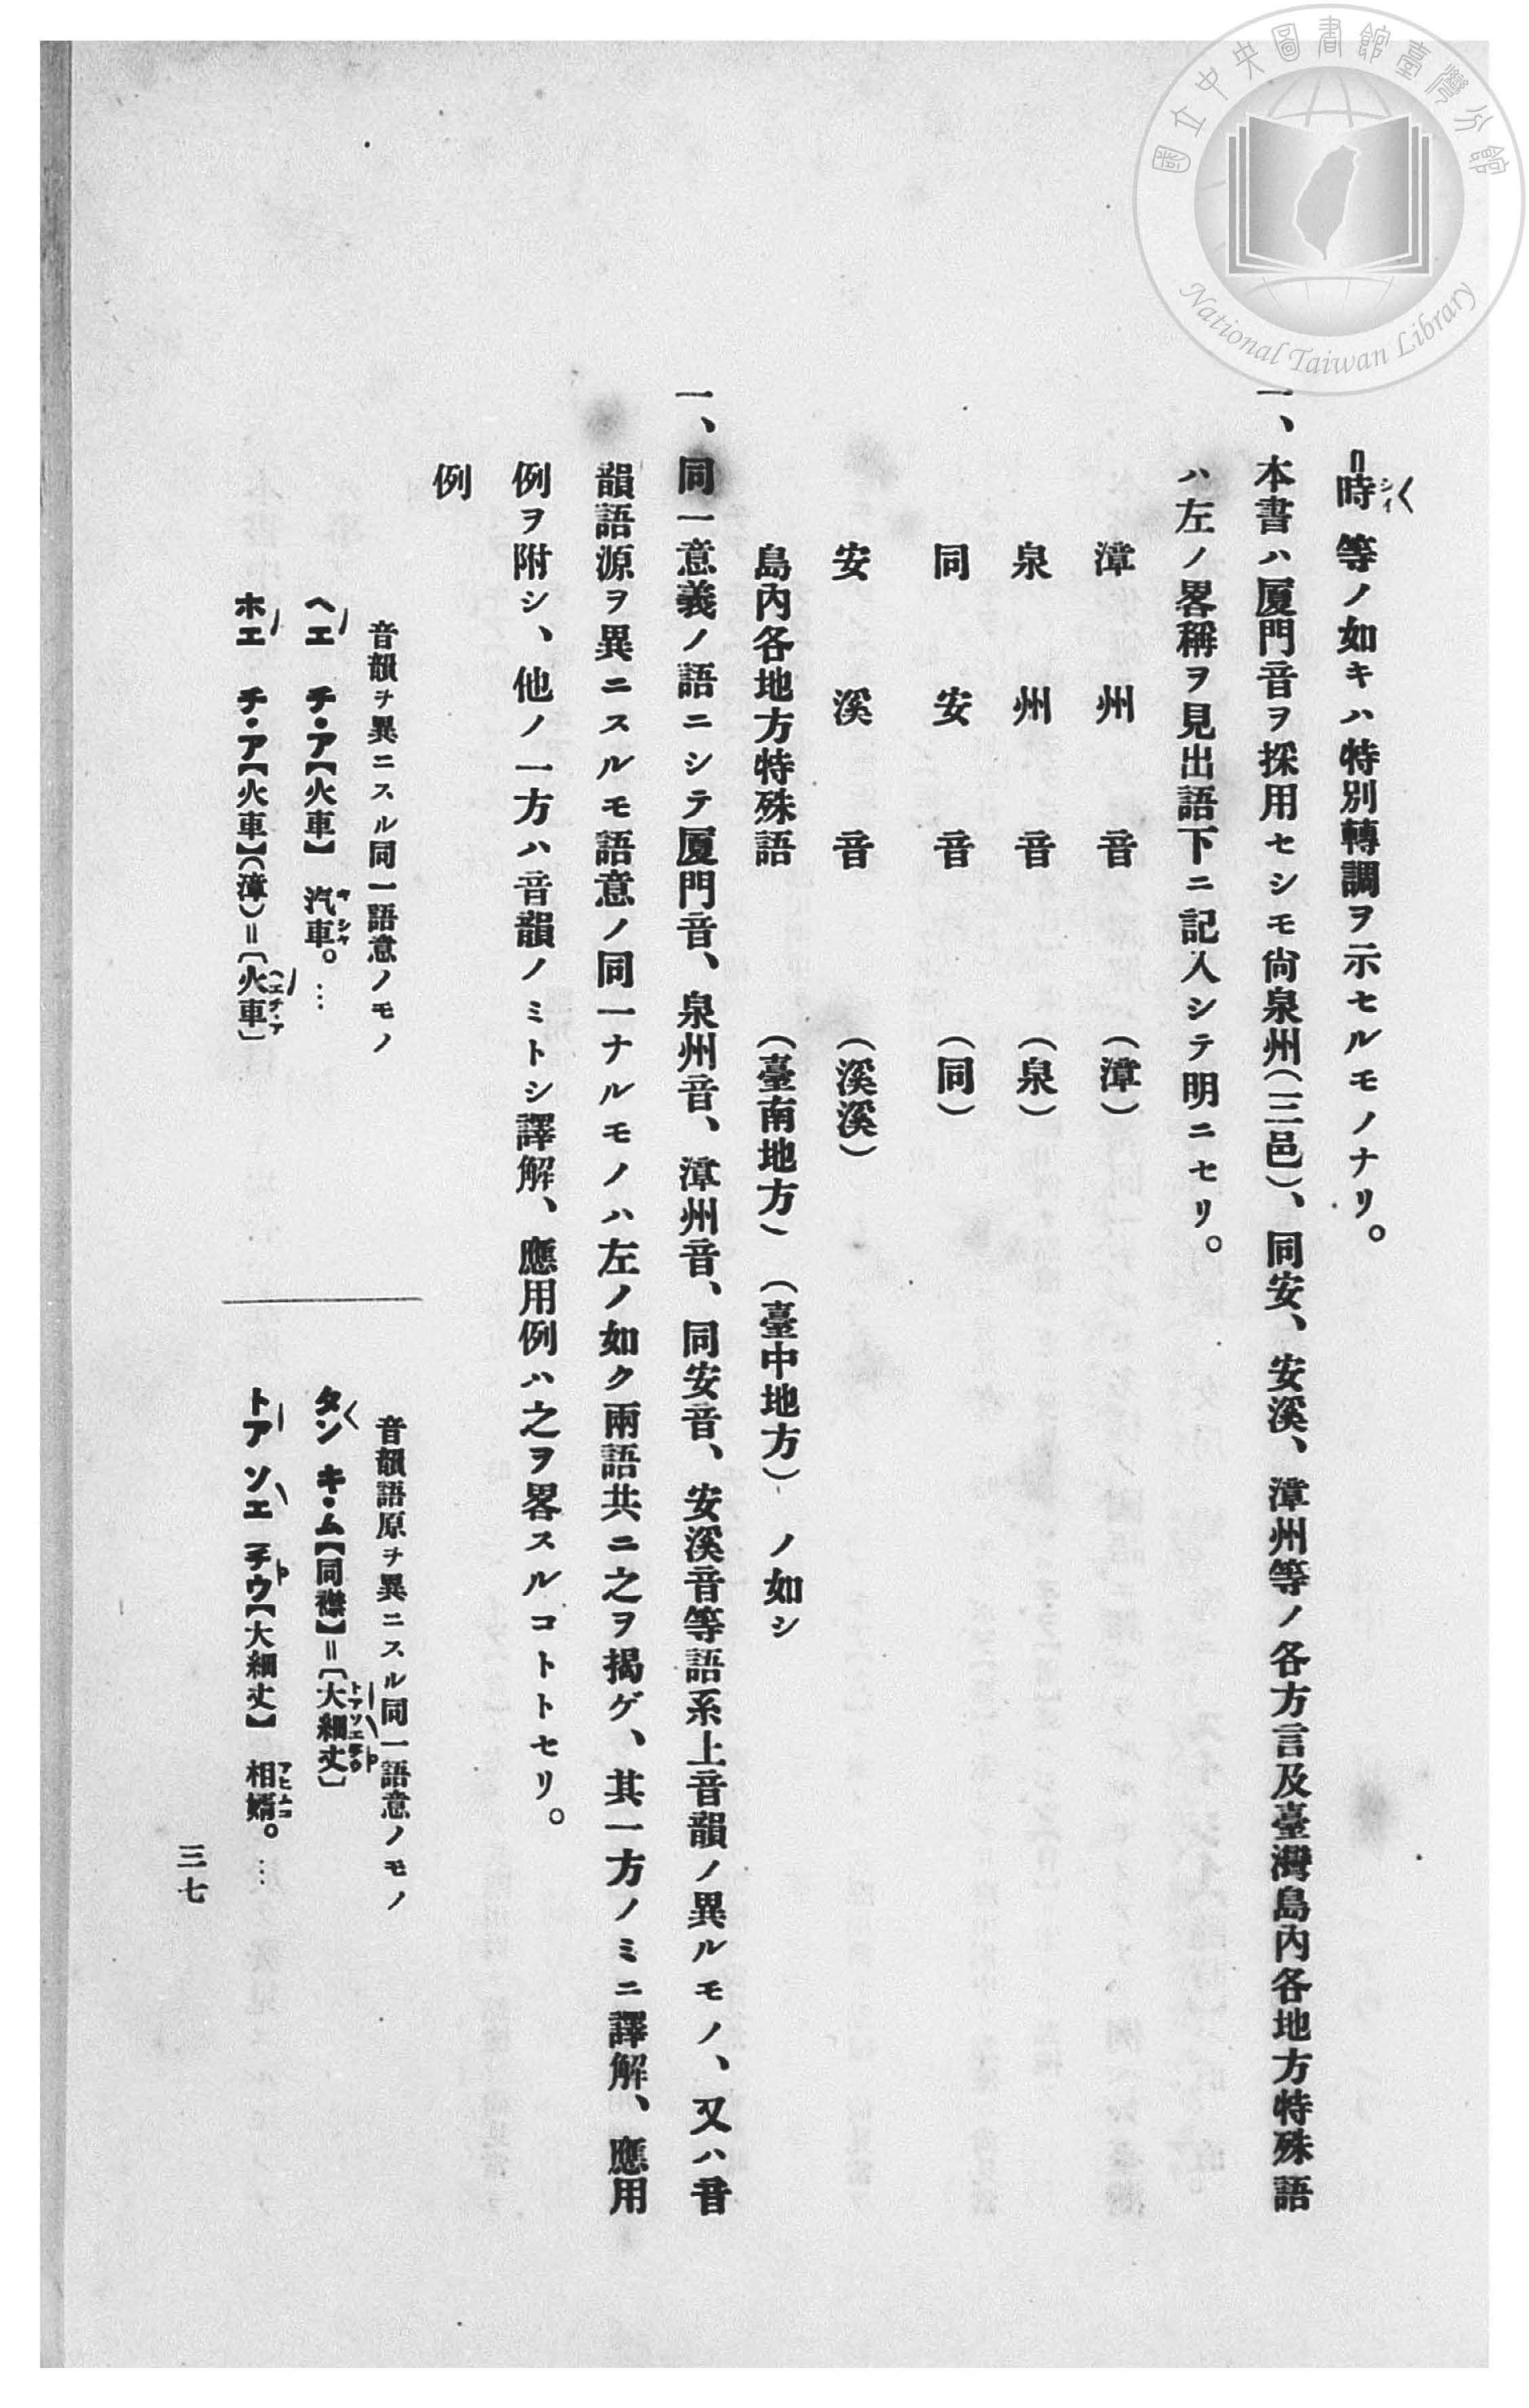 國立中央圖書館臺灣分館
National Taiwan Library
時等ノ如キハ特別轉調ヲ示セルモノナリ。
シイ
一、本書ハ厦門音ヲ採用セシモ尙泉州(三邑)、同安、安溪、漳州等ノ各方言及臺灣島內各地方特殊語
ハ左ノ畧稱ヲ見出語下ニ記入シテ明ニセリ。
漳州音 (漳)
泉州音 (泉)
同安音 (同)
安溪音 (溪溪)
島內各地方特殊語 (臺南地方) (臺中地方) ノ如シ
一、同一意義ノ語ニシテ厦門音、泉州音、漳州音、同安音、安溪音等語系上音韻ノ異ルモノ、又ハ音
韻語源ヲ異ニスルモ語意ノ同一ナルモノハ左ノ如ク兩語共ニ之ヲ揭ゲ、其一方ノミニ譯解、應用
例ヲ附シ、他ノ一方ハ音韻ノミトシ譯解、應用例ハ之ヲ畧スルコトトセリ。
例
音韻ヲ異ニスル同一語意ノモノ
ヘエ チ・ア【火車】 汽車。…
キシヤ
ホエ チ・ア【火車】(漳)=〔火車〕
ヘエチ・ア
音韻語原ヲ異ニスル同一語意ノモノ
タン キ・ム【同襟】=〔大細丈〕
トアソエ
トア ソエ チウ【大細丈】 相婿。…
アヒムコ
三七